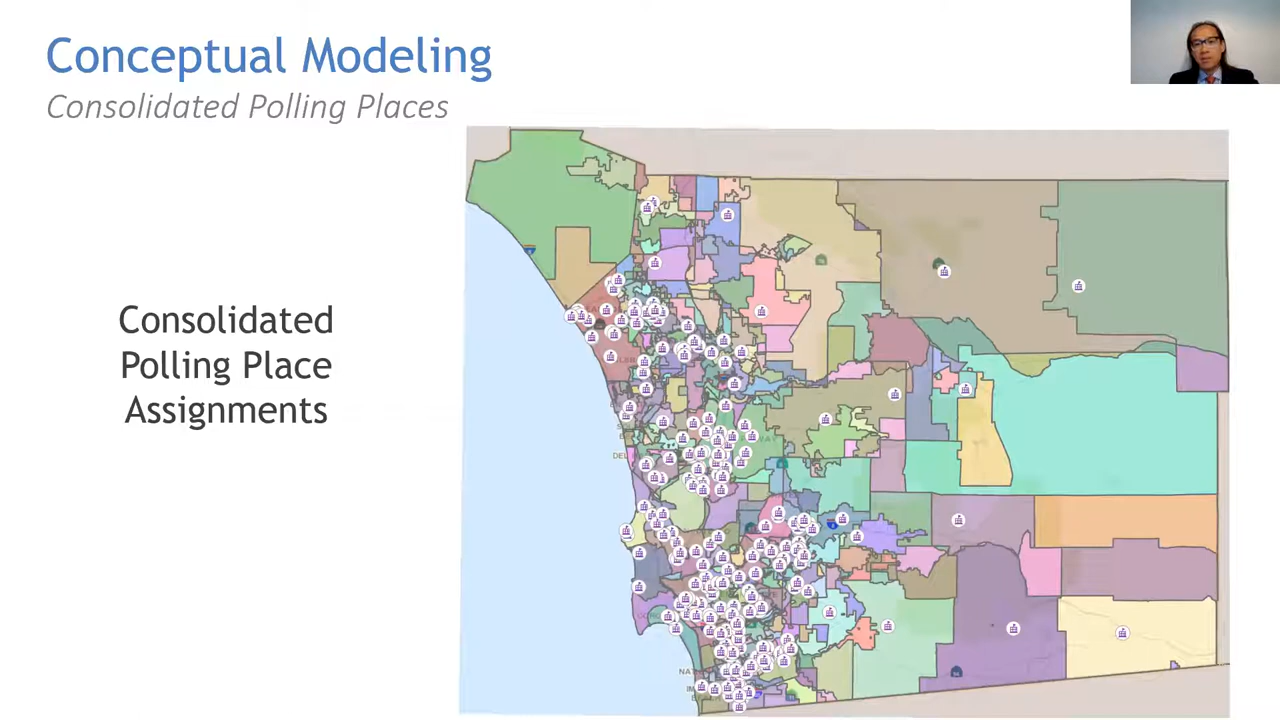 Conceptual Modeling
Consolidated Polling Places
Consolidated
Polling Place
Assignments